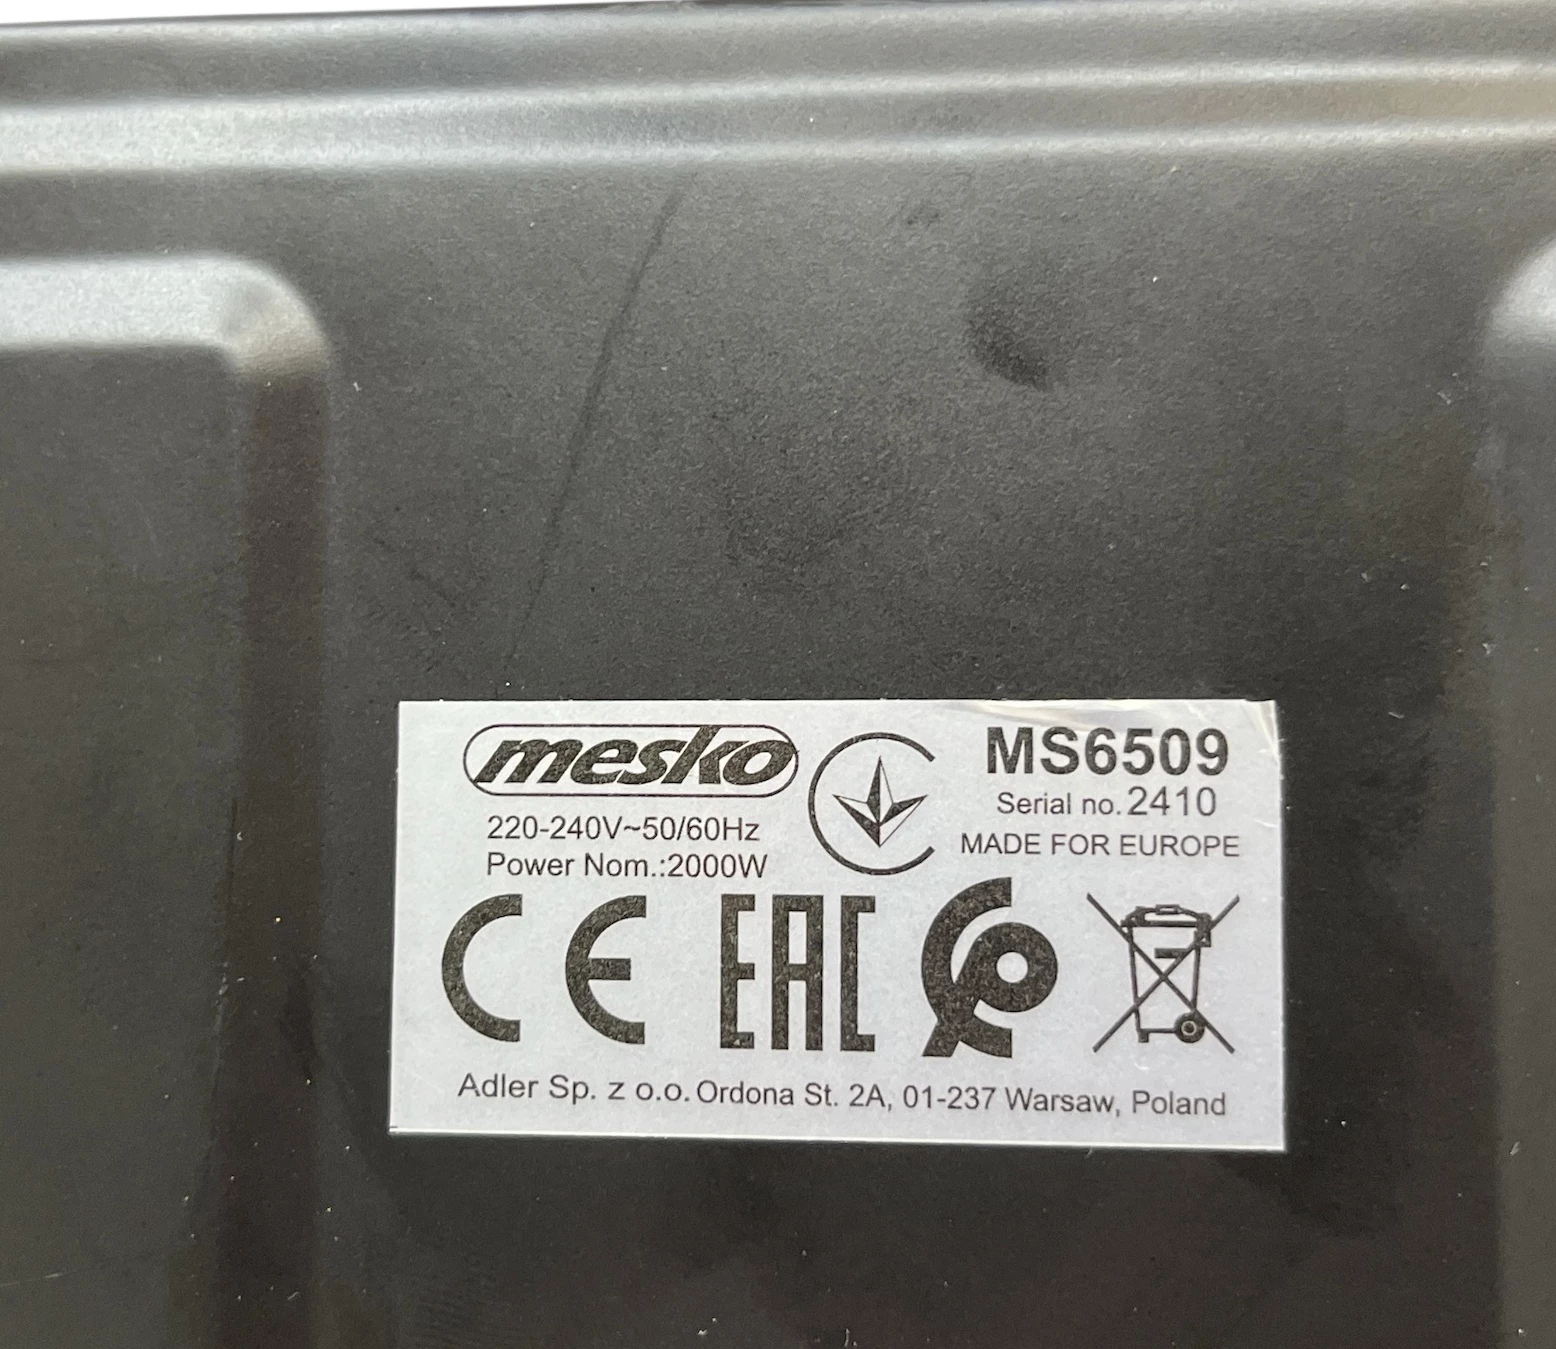 mesko
MS6509
220-240V~50/60Hz
Serial no. 2410
Power Nom.:2000W
MADE FOR EUROPE
CE EAC
Adler Sp. z o.o. Ordona St. 2A, 01-237 Warsaw, Poland